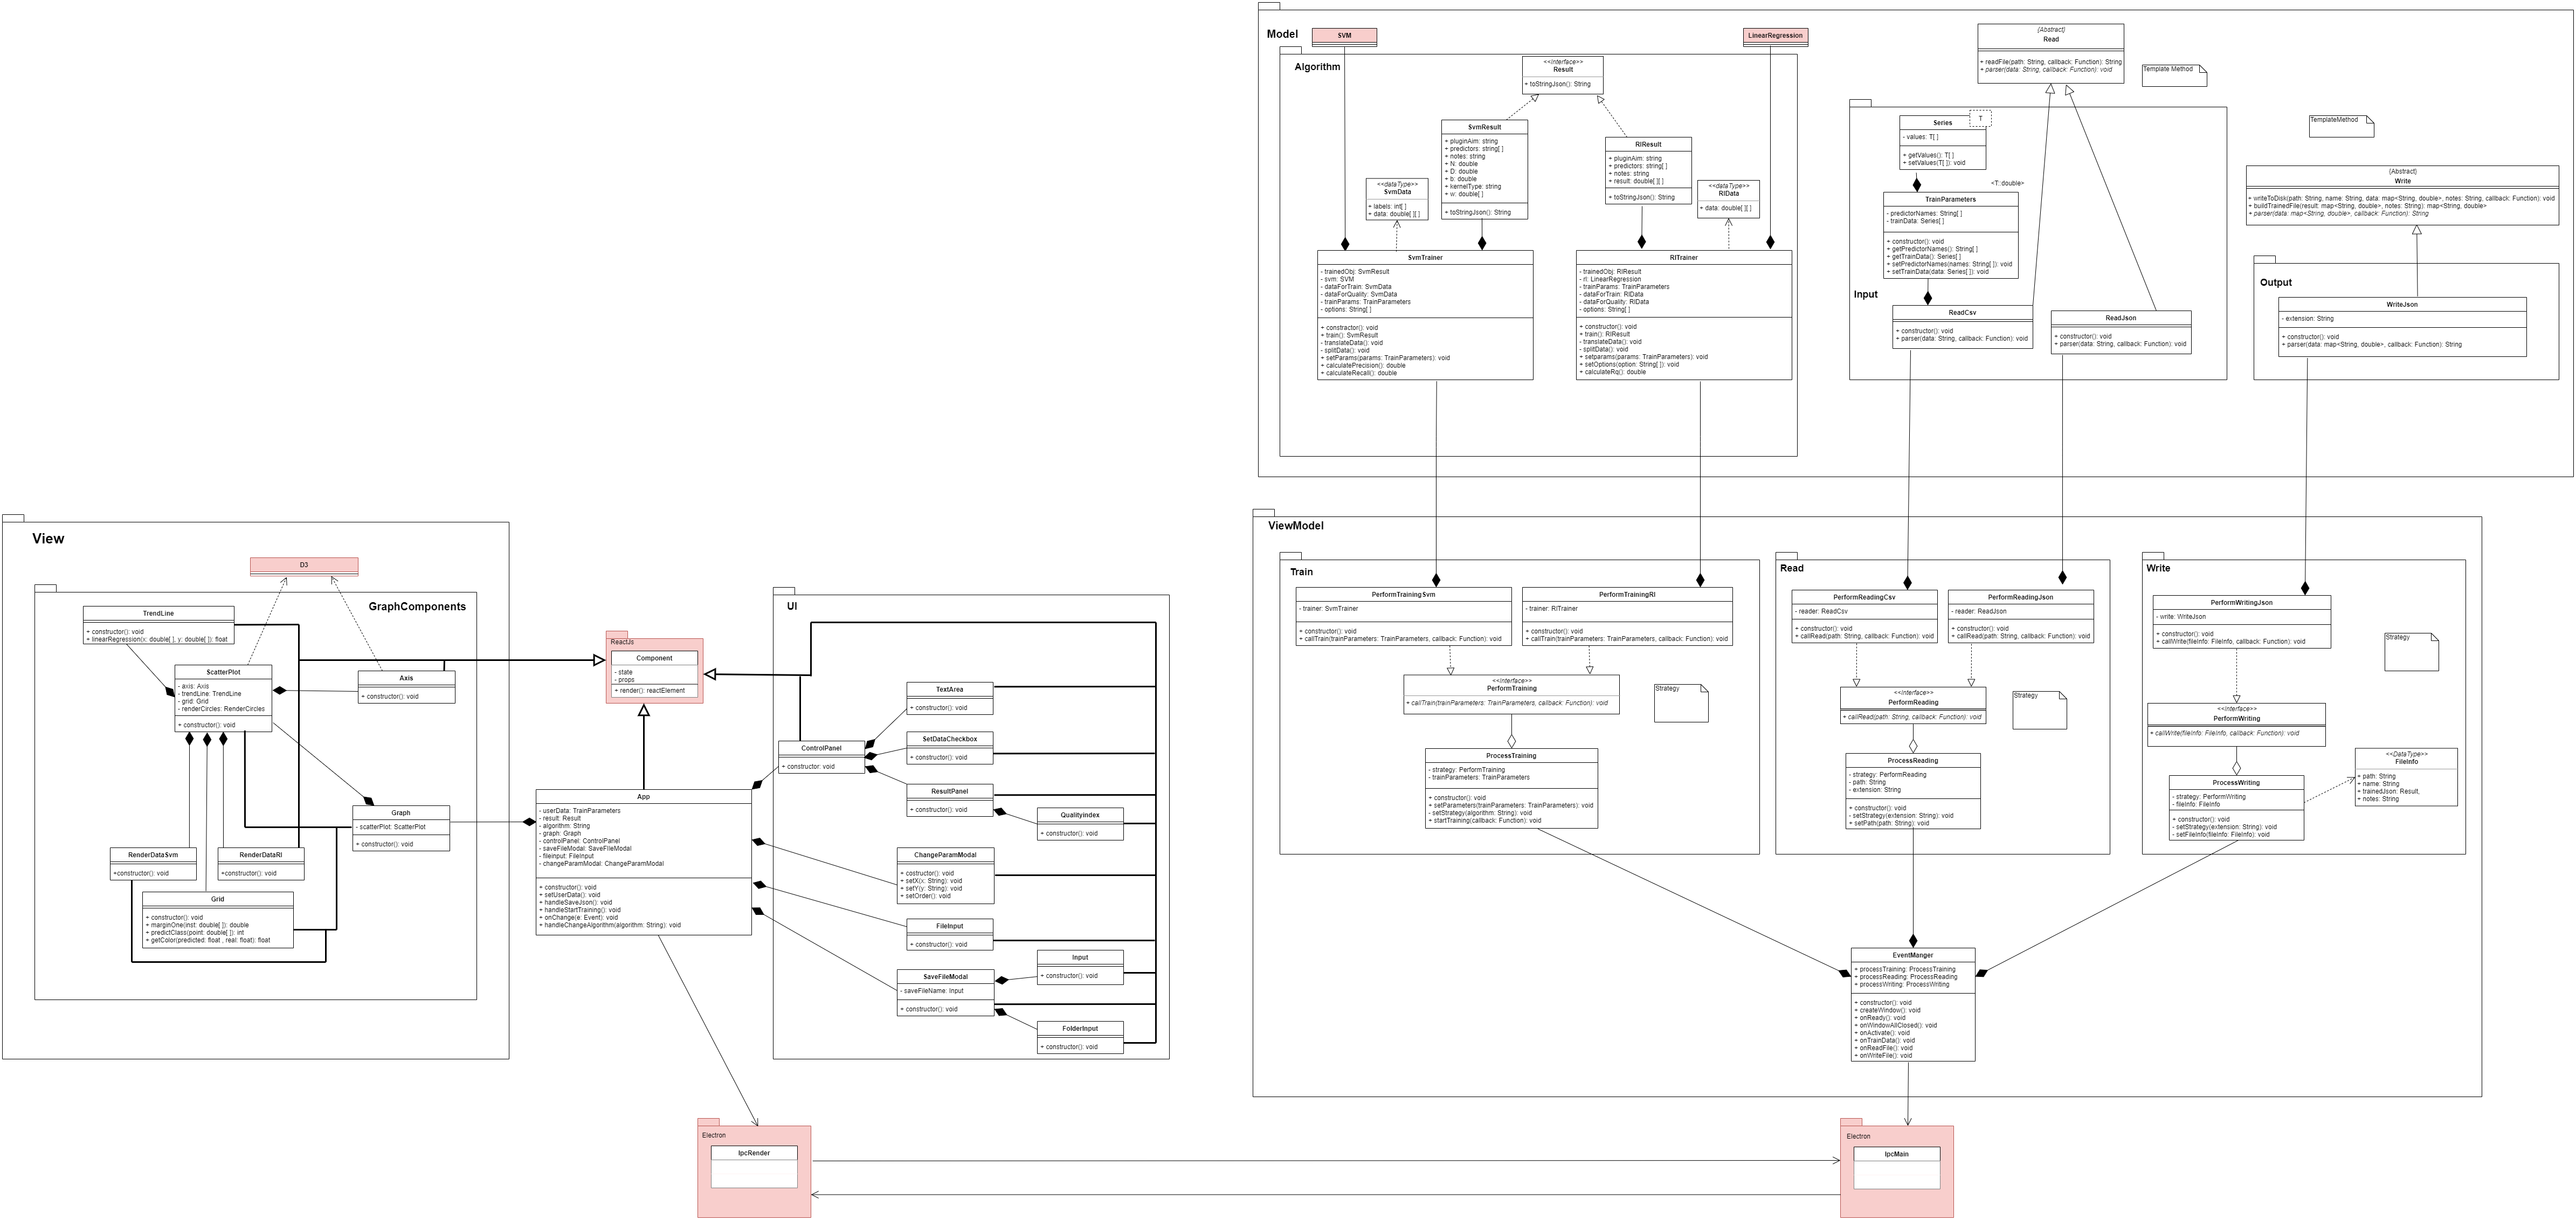 Model
SVM
LinearRegression
Algorithm
<<interface>>
Result
+ toStringJson(): String
SvmResult
+ pluginAim: string
+ predictors: string[ ]
+ notes: string
+ N: double
+ D: double
+ b: double
+ kernelType: string
+ w: double[ ]
+ toStringJson(): String
RlResult
+ pluginAim: string
+ predictors: string[ ]
+ notes: string
+ result: double[ ][ ]
+ toStringJson(): String
<<dataType>>
SvmData
+ labels: int[ ]
+ data: double[ ][ ]
<<dataType>>
RlData
+ data: double[ ][ ]
SvmTrainer
- trainedObj: SvmResult
- svm: SVM
- dataForTrain: SvmData
- dataForQuality: SvmData
- trainParams: TrainParameters
- options: String[ ]
+ constractor(): void
+ train(): SvmResult
- translateData(): void
- splitData(): void
+ setParams(params: TrainParameters): void
+ calculatePrecision(): double
+ calculateRecall(): double
RlTrainer
- trainedObj: RlResult
- rl: LinearRegression
- trainParams: TrainParameters
- dataForTrain: RlData
- dataForQuality: RlData
- options: String[ ]
+ constructor(): void
+ train(): RlResult
- translateData(): void
- splitData(): void
+ setparams(params: TrainParameters): void
+ setOptions(option: String[ ]): void
+ calculateRq(): double
{Abstract}
Read
+ readFile(path: String, callback: Function): String
+ parser(data: String, callback: Function): void
Template Method
Series
T
- values: T[ ]
+ getValues(): T[ ]
+ setValues(T[ ]): void
<T::double>
TrainParameters
- predictorNames: String[ ]
- trainData: Series[ ]
+ constructor(): void
+ getPredictorNames(): String[ ]
+ getTrainData(): Series[ ]
+ setPredictorNames(names: String[ ]): void
+ setTrainData(data: Series[ ]): void
Input
ReadCsv
+ constructor(): void
+ parser(data: String, callback: Function): void
ReadJson
+ constructor(): void
+ parser(data: String, callback: Function): void
TemplateMethod
{Abstract}
Write
+ writeToDisk(path: String, name: String, data: map<String, double>, notes: String, callback: Function): void
+ buildTrainedFile(result: map<String, double>, notes: String): map<String, double>
+ parser(data: map<String, double>, callback: Function): String
Output
WriteJson
- extension: String
+ constructor(): void
+ parser(data: map<String, double>, callback: Function): String
View
D3
GraphComponents
TrendLine
+ constructor(): void
+ linearRegression(x: double[ ], y: double[ ]): float
ScatterPlot
- axis: Axis
- trendLine: TrendLine
- grid: Grid
- renderCircles: RenderCircles
+ constructor(): void
Axis
+ constructor(): void
Graph
- scatterPlot: ScatterPlot
+ constructor(): void
RenderDataSvm
+constructor(): void
RenderDataRl
+constructor(): void
Grid
+ constructor(): void
+ marginOne(inst: double[ ]): double
+ predictClass(point: double[ ]): int
+ getColor(predicted: float , real: float): float
ReactJs
Component
- state
- props
+ render(): reactElement
App
- userData: TrainParameters
- result: Result
- algorithm: String
- graph: Graph
- controlPanel: ControlPanel
- saveFileModal: SaveFileModal
- fileInput: FileInput
- changeParamModal: ChangeParamModal
+ constructor(): void
+ setUserData(): void
+ handleSaveJson(): void
+ handleStartTraining(): void
+ onChange(e: Event): void
+ handleChangeAlgorithm(algorithm: String): void
UI
ControlPanel
+ constructor: void
TextArea
+ constructor(): void
SetDataCheckbox
+ constructor(): void
ResultPanel
+ constructor(): void
QualityIndex
+ constructor(): void
ChangeParamModal
+ costructor(): void
+ setX(x: String): void
+ setY(y: String): void
+ setOrder(): void
FileInput
+ constructor(): void
SaveFileModal
- saveFileName: Input
+ constructor(): void
Input
+ constructor(): void
FolderInput
+ constructor(): void
ViewModel
Train
PerformTrainingSvm
- trainer: SvmTrainer
+ constructor(): void
+ callTrain(trainParameters: TrainParameters, callback: Function): void
PerformTrainingRl
- trainer: RlTrainer
+ constructor(): void
+ callTrain(trainParameters: TrainParameters, callback: Function): void
<<Interface>>
PerformTraining
+ callTrain(trainParameters: TrainParameters, callback: Function): void
Strategy
ProcessTraining
- strategy: PerformTraining
- trainParameters: TrainParameters
+ constructor(): void
+ setParameters(trainParameters: TrainParameters): void
- setStrategy(algorithm: String): void
+ startTraining(callback: Function): void
Read
PerformReadingCsv
- reader: ReadCsv
+ constructor(): void
+ callRead(path: String, callback: Function): void
PerformReadingJson
- reader: ReadJson
+ constructor(): void
+ callRead(path: String, callback: Function): void
<<Interface>>
PerformReading
+ callRead(path: String, callback: Function): void
Strategy
ProcessReading
- strategy: PerformReading
- path: String
- extension: String
+ constructor(): void
- setStrategy(extension: String): void
+ setPath(path: String): void
Write
PerformWritingJson
- write: WriteJson
+ constructor(): void
+ callWrite(fileInfo: FileInfo, callback: Function): void
Strategy
<<Interface>>
PerformWriting
+ callWrite(fileInfo: FileInfo, callback: Function): void
<<DataType>>
FileInfo
+ path: String
+ name: String
+ trainedJson: Result,
+ notes: String
ProcessWriting
- strategy: PerformWriting
- fileInfo: FileInfo
+ constructor(): void
- setStrategy(extension: String): void
- setFileInfo(fileInfo: FileInfo): void
EventManger
+ processTraining: ProcessTraining
+ processReading: ProcessReading
+ processWriting: ProcessWriting
+ constructor(): void
+ createWindow(): void
+ onReady(): void
+ onWindowAllClosed(): void
+ onActivate(): void
+ onTrainData(): void
+ onReadFile(): void
+ onWriteFile(): void
Electron
IpcRender
Electron
IpcMain